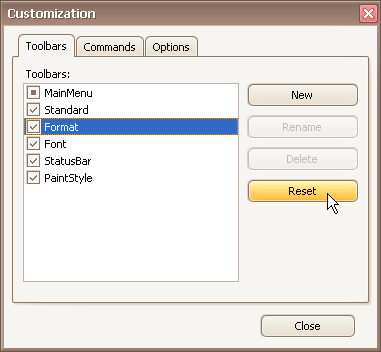 Customization
Toolbars Commands Options
Toolbars:
MainMenu
Standard
Format
Font
StatusBar
PaintStyle
New
Rename
Delete
Reset
Close